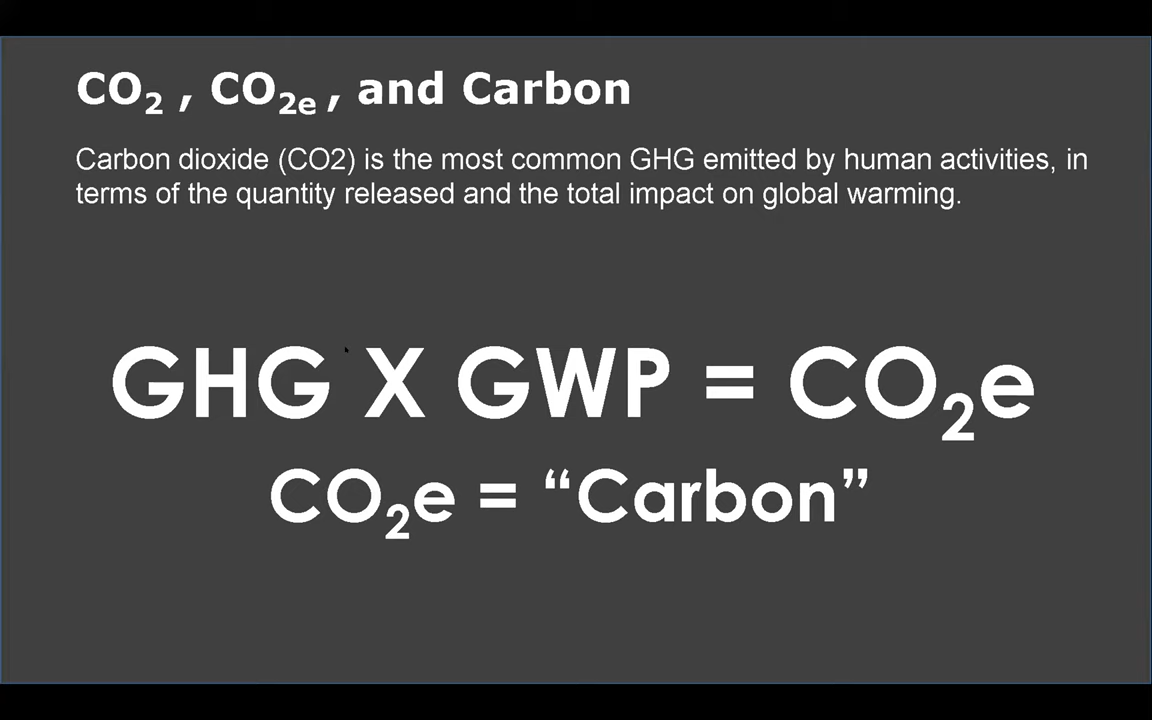 CO₂ , CO₂e , and Carbon
Carbon dioxide (CO2) is the most common GHG emitted by human activities, in
terms of the quantity released and the total impact on global warming.
GHG X GWP = CO₂e
CO₂e = “Carbon”